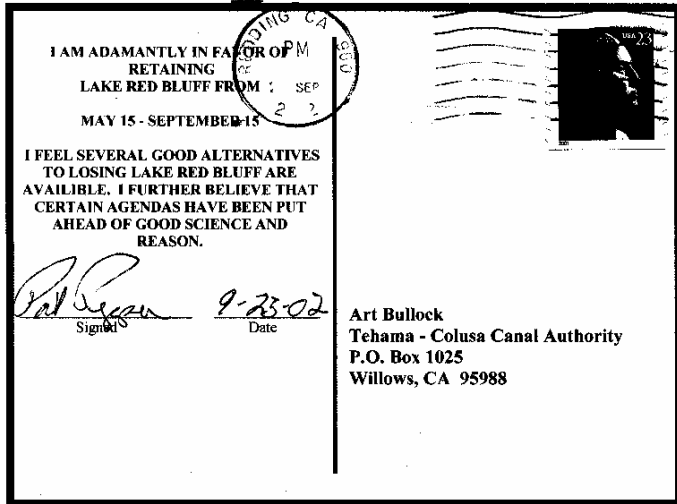 I AM ADAMANTLY IN FAVOR OF
RETAINING
LAKE RED BLUFF FROM
MAY 15 - SEPTEMBER 15
I FEEL SEVERAL GOOD ALTERNATIVES
TO LOSING LAKE RED BLUFF ARE
AVAILIBLE. I FURTHER BELIEVE THAT
CERTAIN AGENDAS HAVE BEEN PUT
AHEAD OF GOOD SCIENCE AND
REASON.
9-23-02
Signed Date
REDDING CA 960
PM
SEP
USA 23
Art Bullock
Tehama - Colusa Canal Authority
P.O. Box 1025
Willows, CA 95988